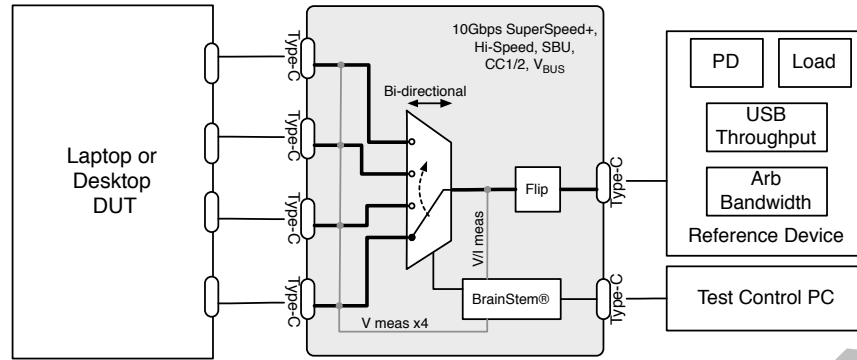 Laptop or
Desktop
DUT
Type-C
Type-C
Type-C
Type-C
10Gbps SuperSpeed+,
Hi-Speed, SBU,
CC1/2, VBUS
Bi-directional
Flip
V/I meas
BrainStem®
V meas x4
Type-C
Type-C
PD
Load
USB
Throughput
Arb
Bandwidth
Reference Device
Test Control PC